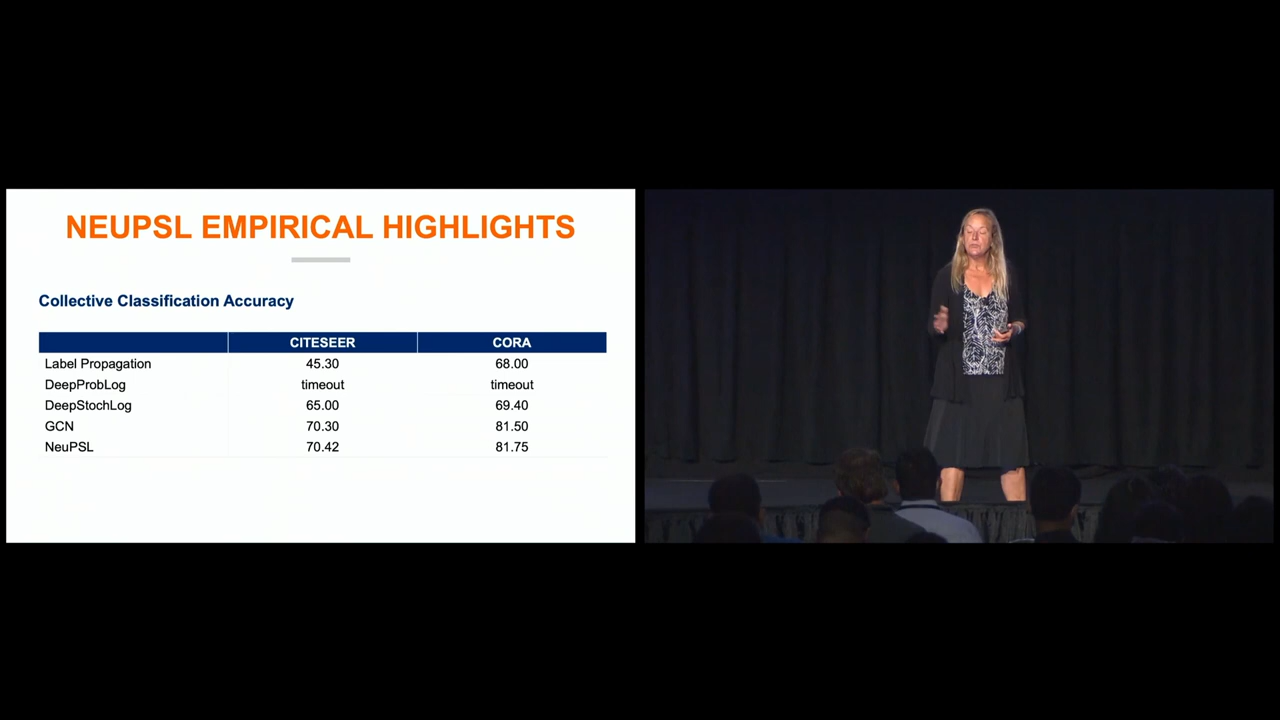 NEUPSL EMPIRICAL HIGHLIGHTS
Collective Classification Accuracy
CITESEER CORA
Label Propagation 45.30 68.00
DeepProbLog timeout timeout
DeepStochLog 65.00 69.40
GCN 70.30 81.50
NeuPSL 70.42 81.75